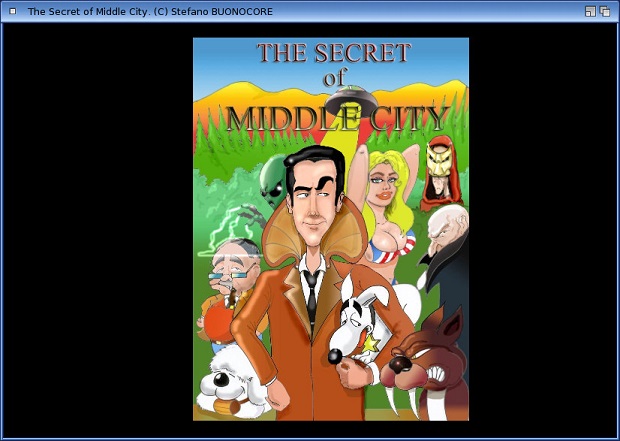 The Secret of Middle City. (C) Stefano BUONOCORE
THE SECRET
of
MIDDLE CITY